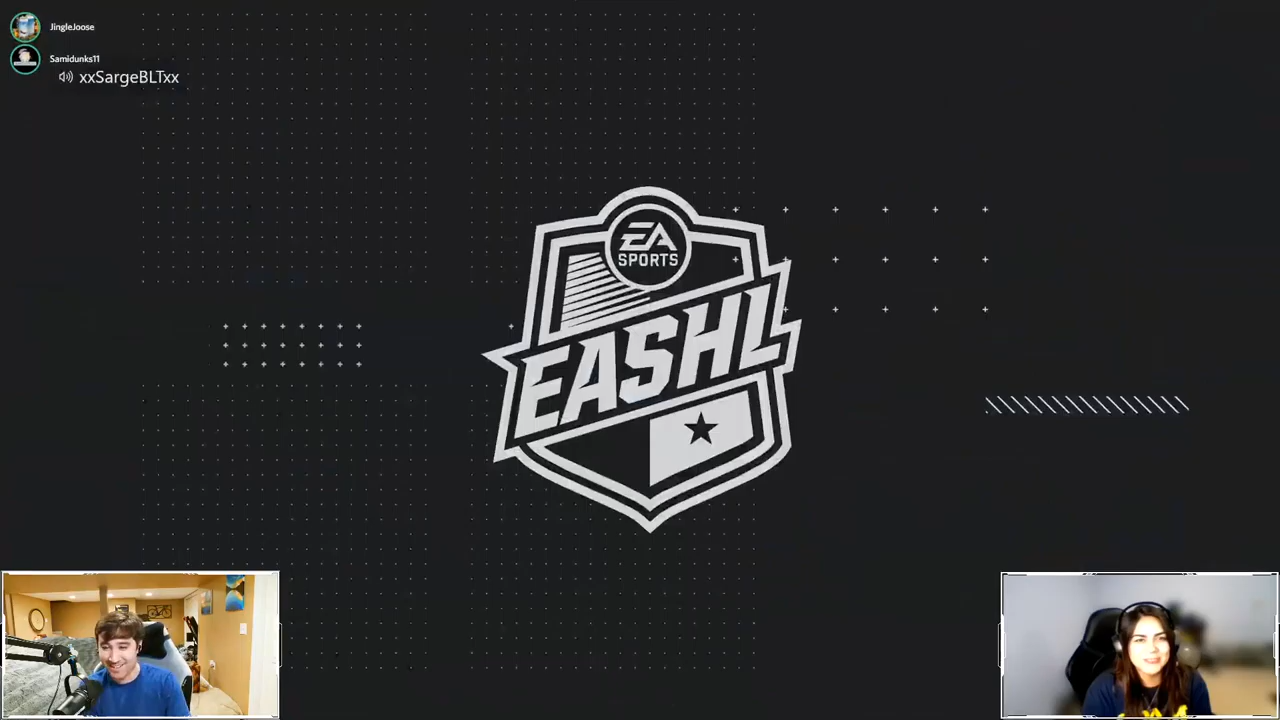 JingleJoose
Samidunks11
xxSargeBLTxx
EA
SPORTS
EASHL